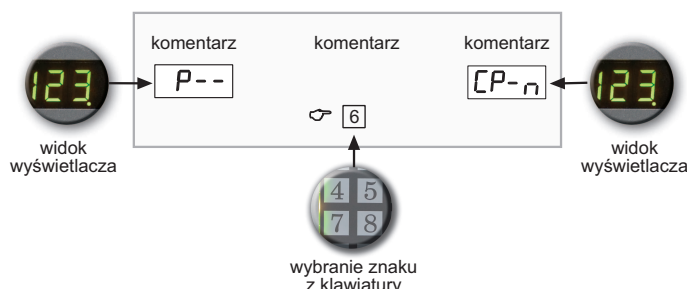 komentarz komentarz komentarz
123. P-- CP-n 123.
6
widok
wyświetlacza
widok
wyświetlacza
4 5
7 8
wybranie znaku
z klawiatury